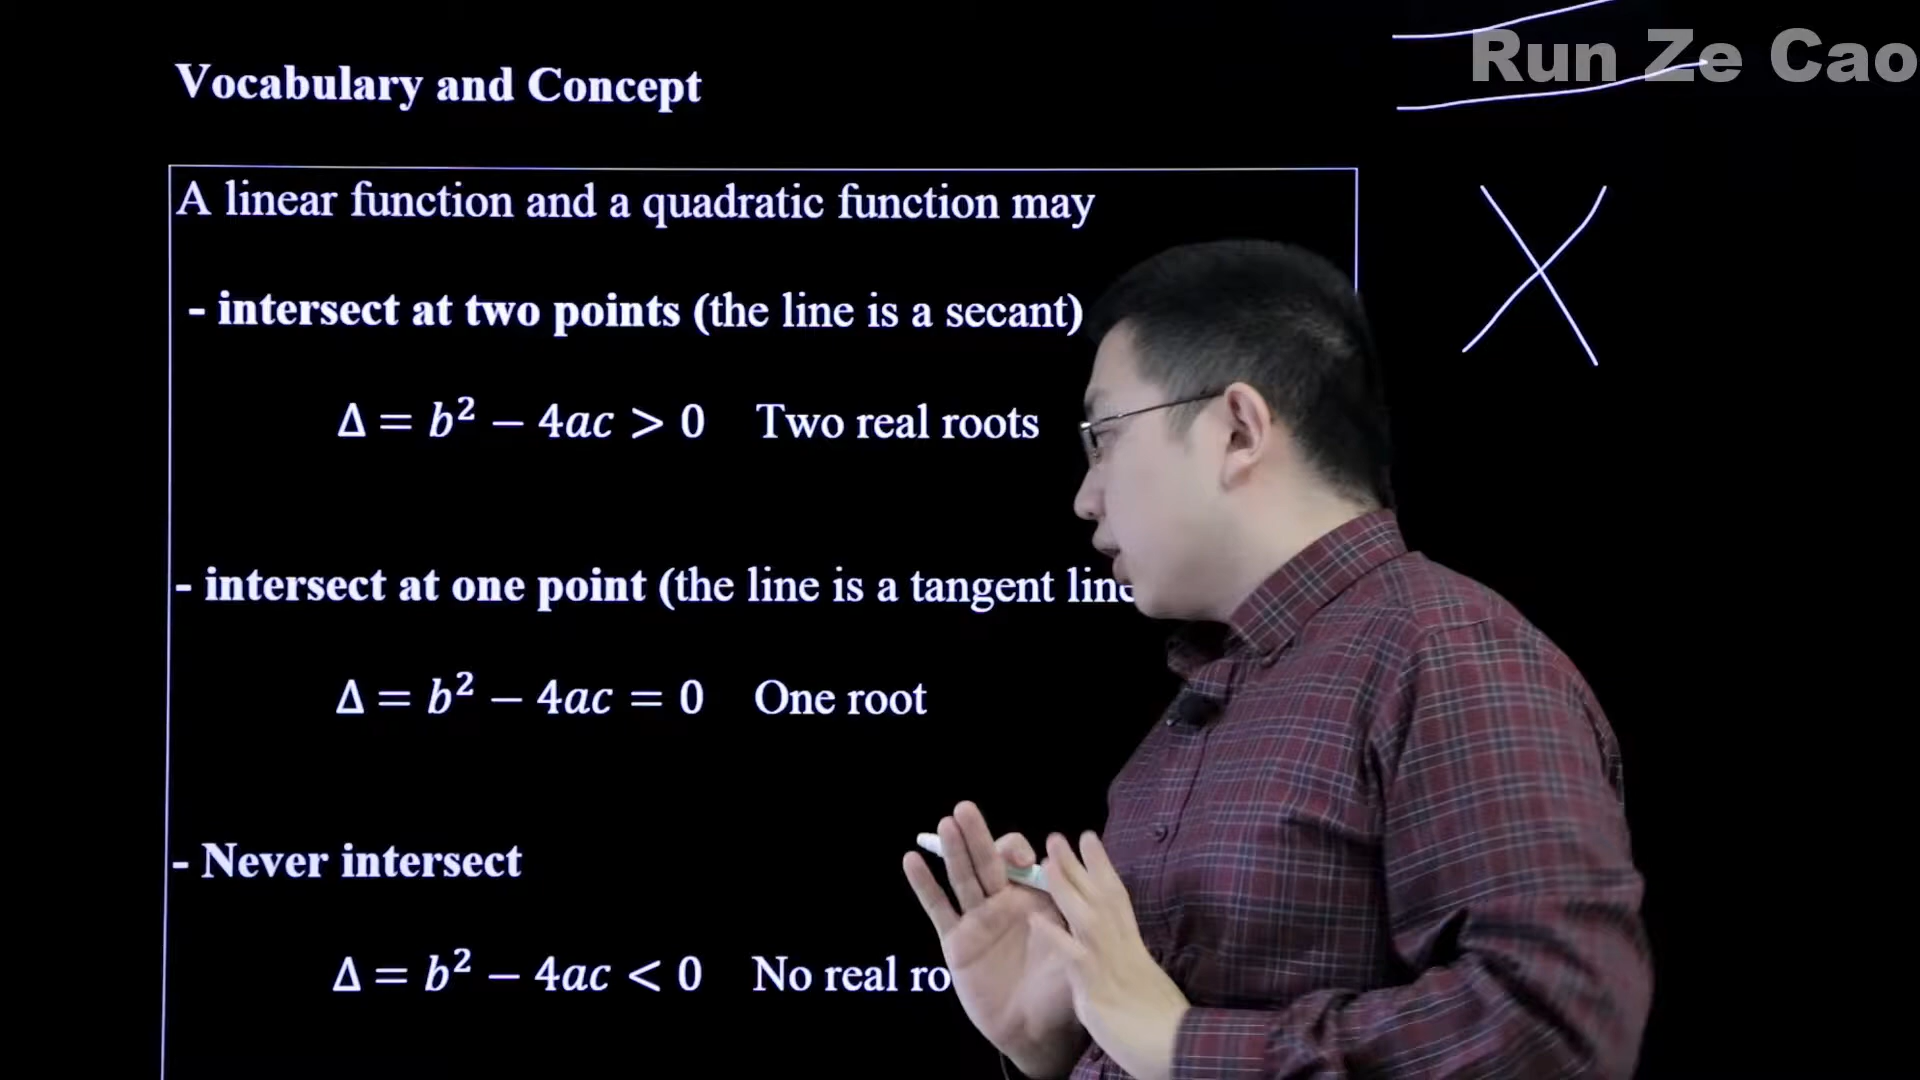 Run Ze Cao
Vocabulary and Concept
A linear function and a quadratic function may
- intersect at two points (the line is a secant)
Δ = b² − 4ac > 0 Two real roots
- intersect at one point (the line is a tangent line
Δ = b² − 4ac = 0 One root
- Never intersect
Δ = b² − 4ac < 0 No real